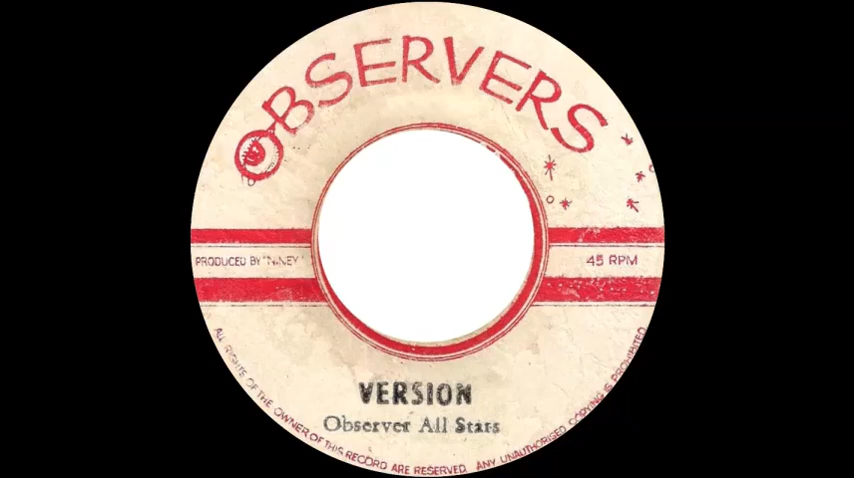 OBSERVERS
PRODUCED BY "NINEY"
45 RPM
VERSION
Observer All Stars
ALL RIGHTS OF THE OWNER OF THIS RECORD ARE RESERVED. ANY UNAUTHORISED COPYING IS PROHIBITED